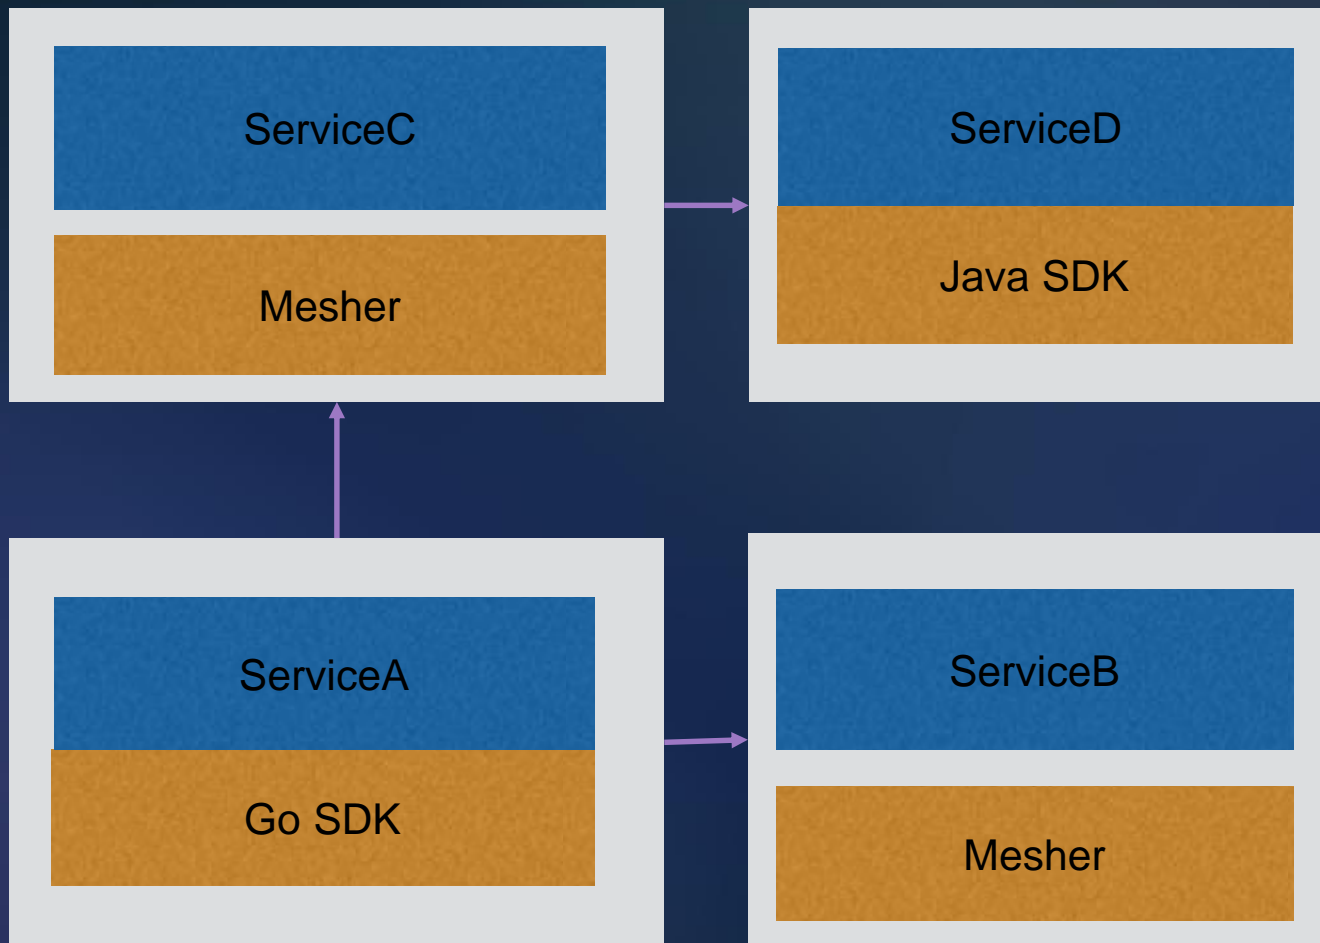 ServiceC
Mesher
ServiceD
Java SDK
ServiceA
Go SDK
ServiceB
Mesher